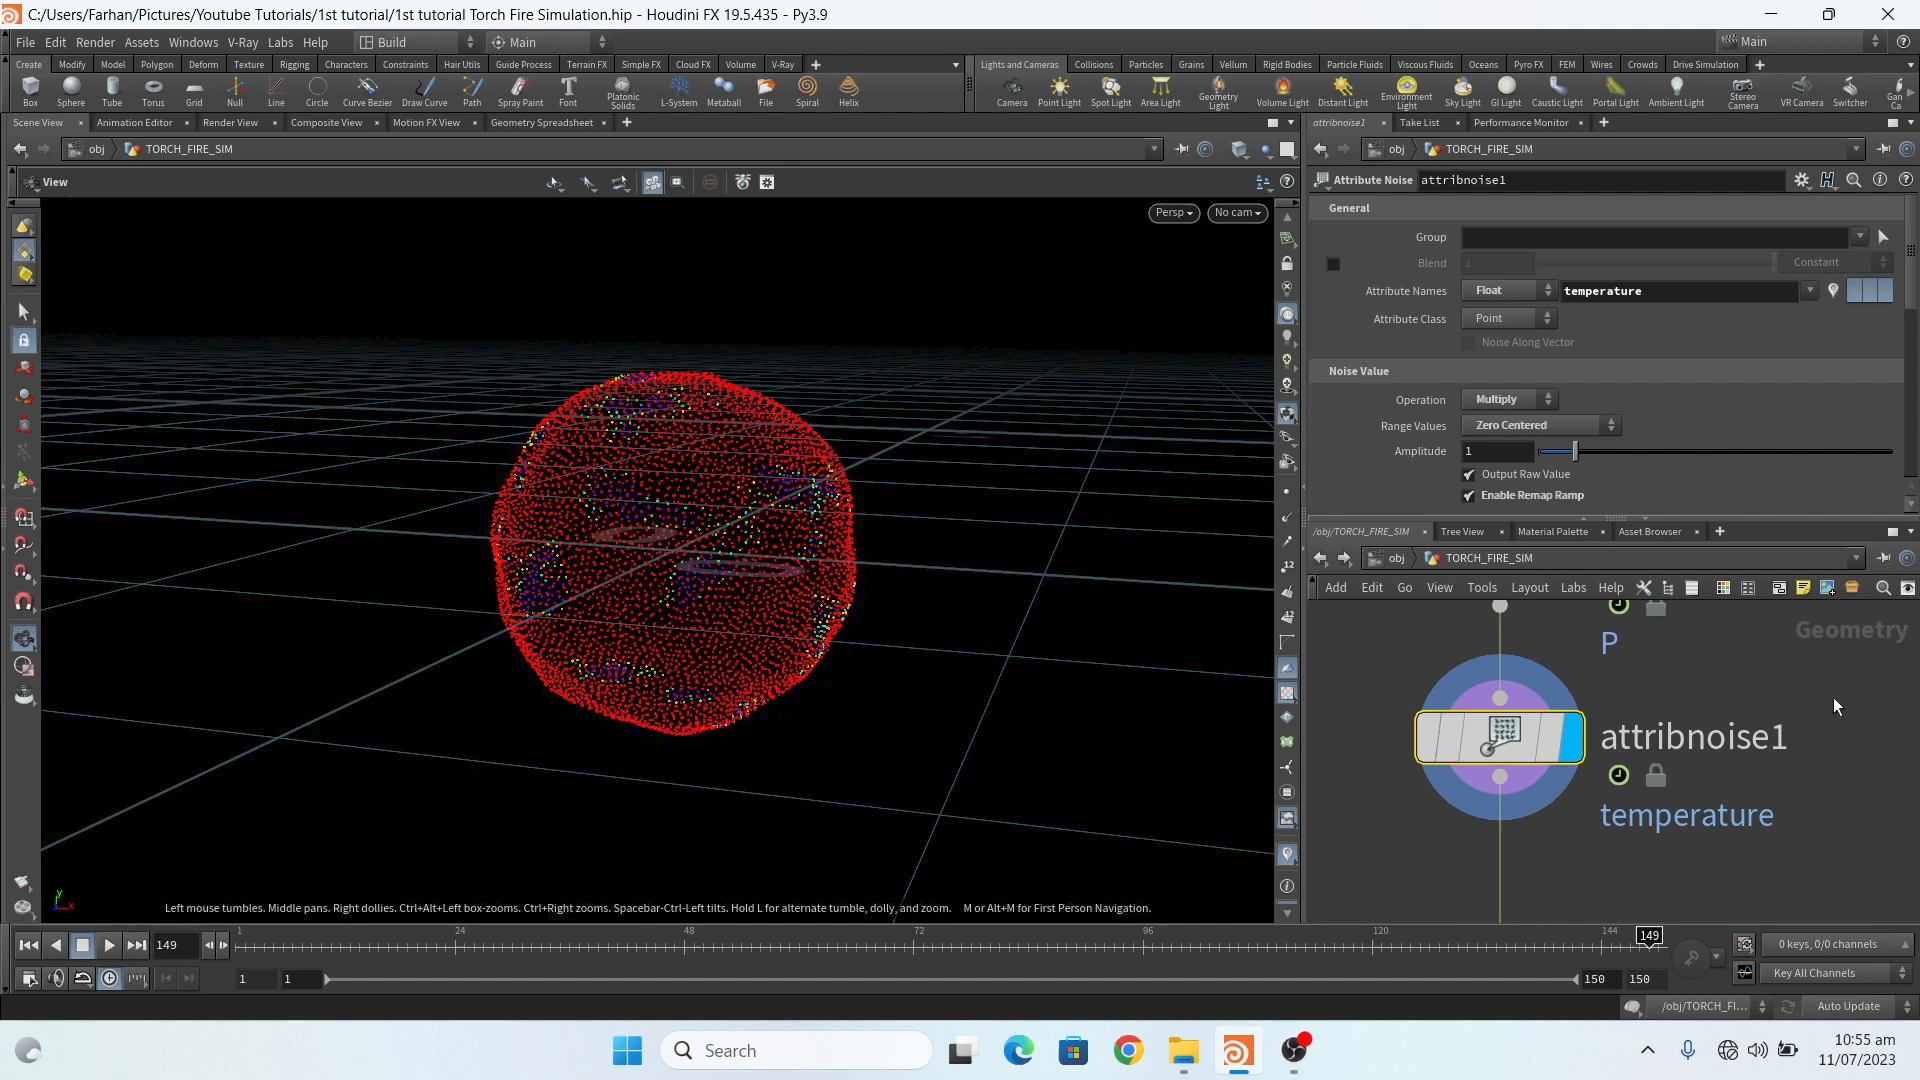 C:/Users/Farhan/Pictures/Youtube Tutorials/1st tutorial/1st tutorial Torch Fire Simulation.hip - Houdini FX 19.5.435 - Py3.9
File Edit Render Assets Windows V-Ray Labs Help Build Main Main
Create Modify Model Polygon Deform Texture Rigging Characters Constraints Hair Utils Guide Process Terrain FX Simple FX Cloud FX Volume V-Ray
Lights and Cameras Collisions Particles Grains Vellum Rigid Bodies Particle Fluids Viscous Fluids Oceans Pyro FX FEM Wires Crowds Drive Simulation
Box Sphere Tube Torus Grid Null Line Circle Curve Bezier Draw Curve Path Spray Paint Font Platonic Solids L-System Metaball File Spiral Helix
Camera Point Light Spot Light Area Light Geometry Light Volume Light Distant Light Environment Light Sky Light GI Light Caustic Light Portal Light Ambient Light Stereo Camera VR Camera Switcher Gan Ca
Scene View Animation Editor Render View Composite View Motion FX View Geometry Spreadsheet
attribnoise1 Take List Performance Monitor
obj TORCH_FIRE_SIM
obj TORCH_FIRE_SIM
View
Attribute Noise attribnoise1
Persp No cam
General
Group
Blend 1 Constant
Attribute Names Float temperature
Attribute Class Point
Noise Along Vector
Noise Value
Operation Multiply
Range Values Zero Centered
Amplitude 1
Output Raw Value
Enable Remap Ramp
/obj/TORCH_FIRE_SIM Tree View Material Palette Asset Browser
obj TORCH_FIRE_SIM
Add Edit Go View Tools Layout Labs Help
Geometry
P
attribnoise1
temperature
y
x
Left mouse tumbles. Middle pans. Right dollies. Ctrl+Alt+Left box-zooms. Ctrl+Right zooms. Spacebar-Ctrl-Left tilts. Hold L for alternate tumble, dolly, and zoom. M or Alt+M for First Person Navigation.
149 1 24 48 72 96 120 144 149
0 keys, 0/0 channels
1 1 150 150 Key All Channels
/obj/TORCH_FI... Auto Update
Search
10:55 am
11/07/2023